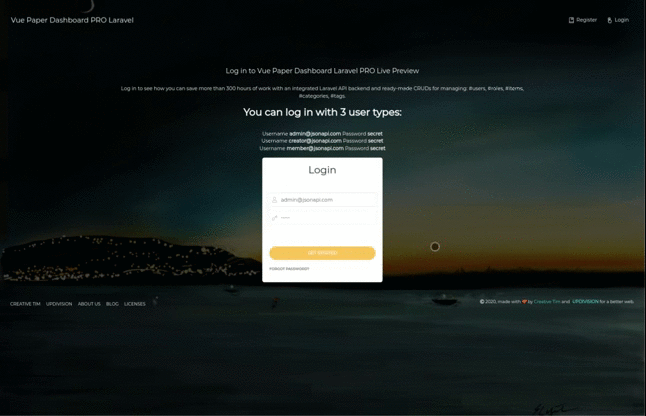 Vue Paper Dashboard PRO Laravel
Register
Login
Log in to Vue Paper Dashboard Laravel PRO Live Preview
Log in to see how you can save more than 300 hours of work with an integrated Laravel API backend and ready-made CRUDs for managing: #users, #roles, #items,
#categories, #tags.
You can log in with 3 user types:
Username admin@jsonapi.com Password secret
Username creator@jsonapi.com Password secret
Username member@jsonapi.com Password secret
Login
admin@jsonapi.com
GET STARTED
FORGOT PASSWORD?
CREATIVE TIM UPDIVISION ABOUT US BLOG LICENSES
© 2020, made with ❤ by Creative Tim and UPDIVISION for a better web.